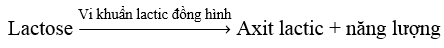 Vi khuẩn lactic đồng hình
Lactose ⟶ Axit lactic + năng lượng